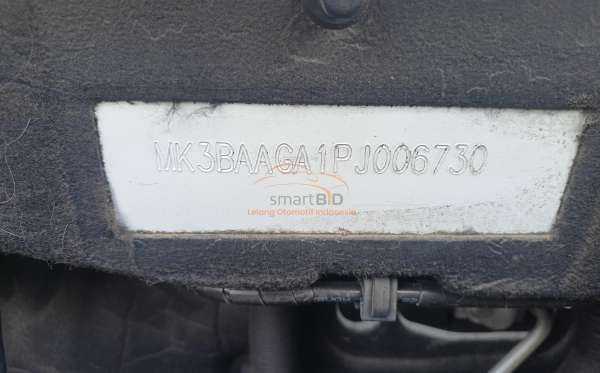 MK3BAAGA1PJ006730
smartBID
Lelang Otomotif Indonesia